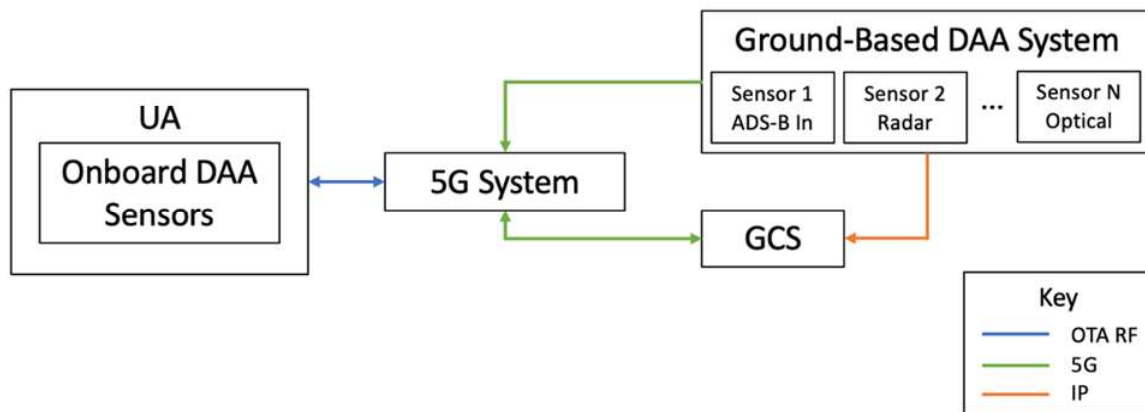 Ground-Based DAA System
Sensor 1
ADS-B In
Sensor 2
Radar
...
Sensor N
Optical
UA
Onboard DAA
Sensors
5G System
GCS
Key
OTA RF
5G
IP